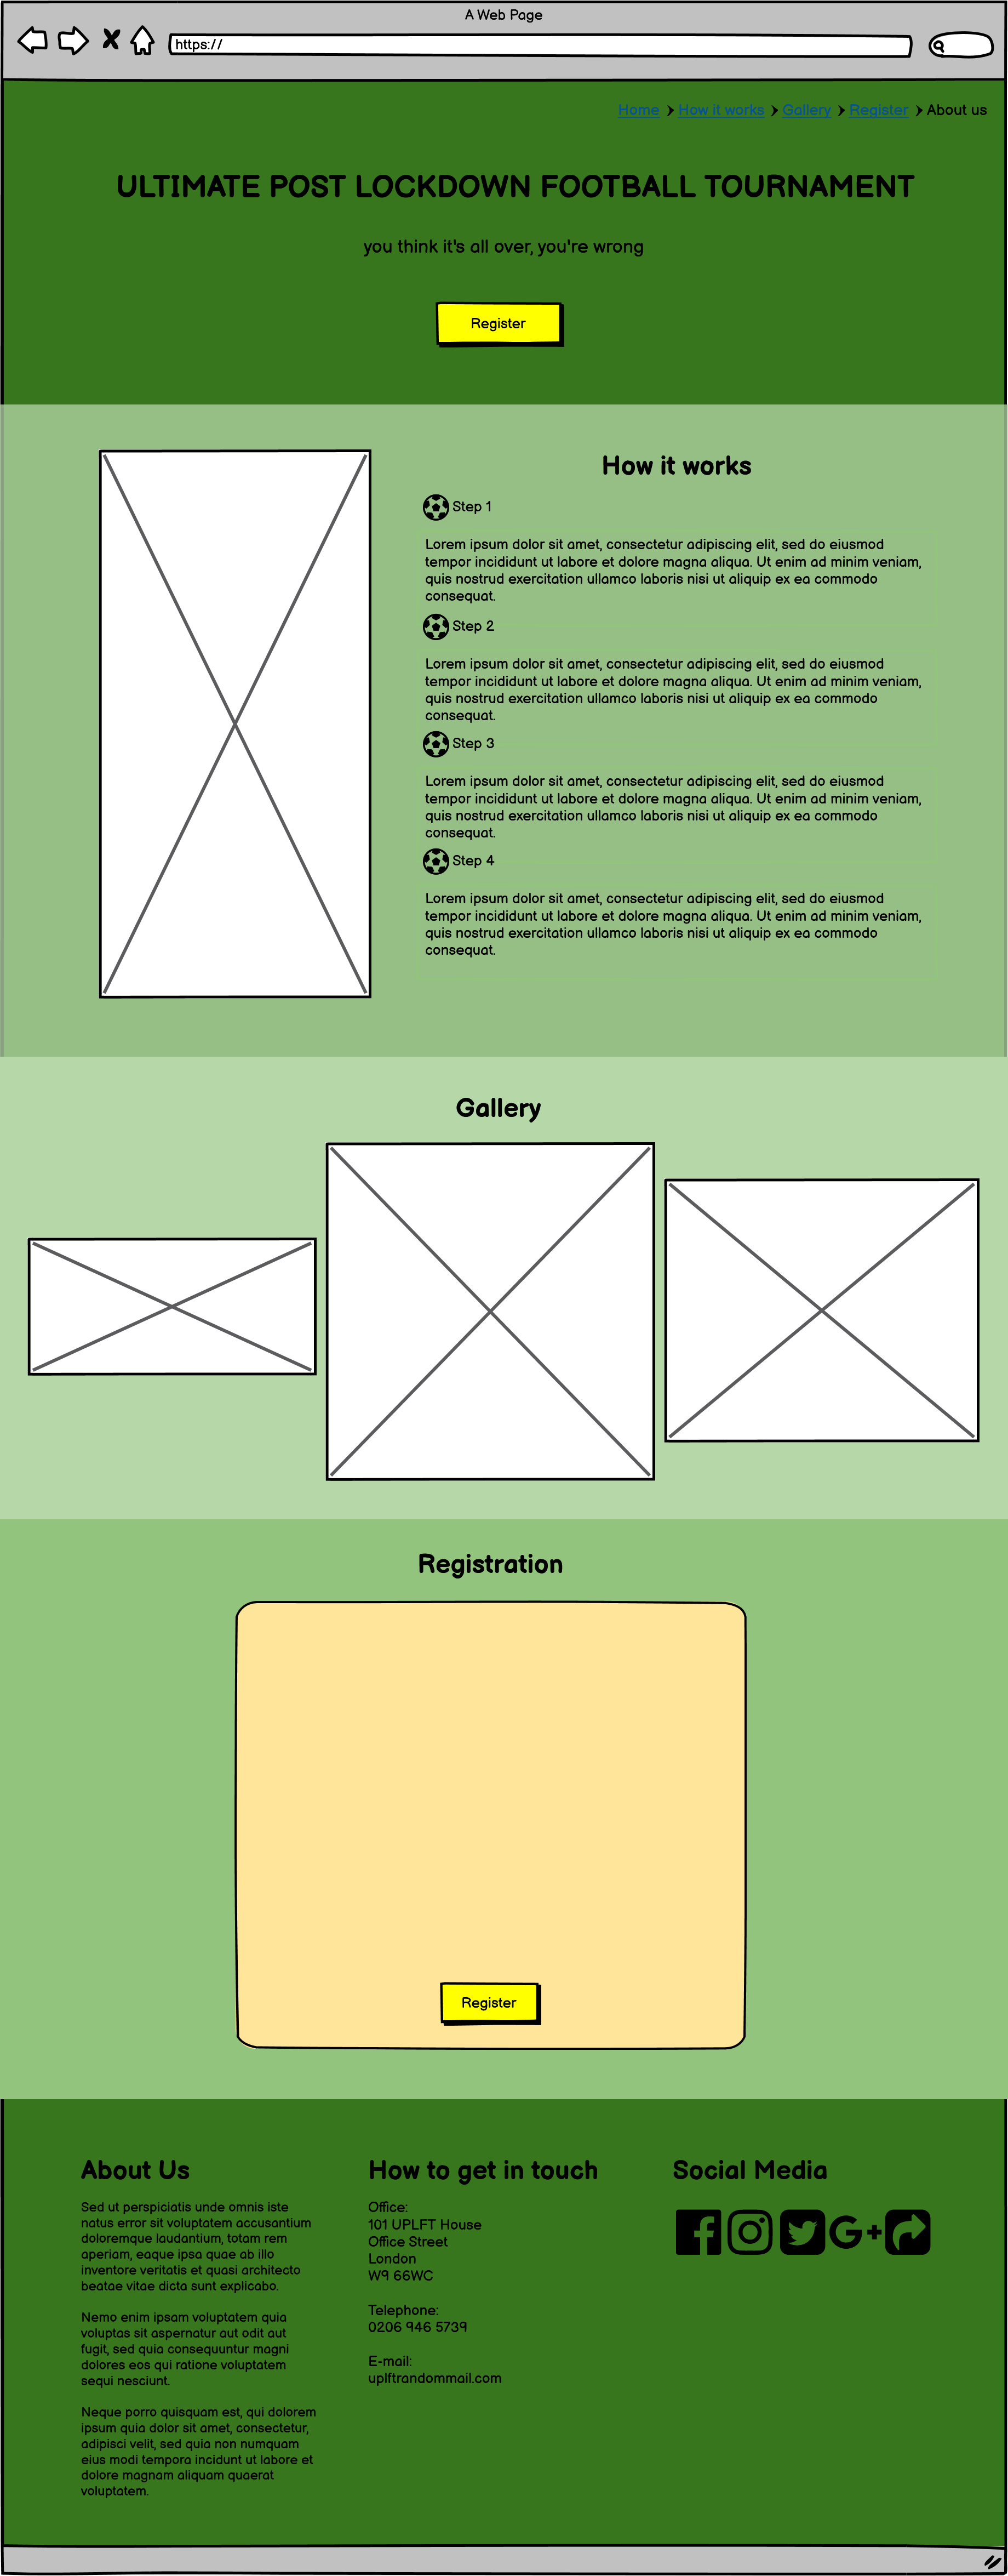 A Web Page
https://
Home How it works Gallery Register About us
ULTIMATE POST LOCKDOWN FOOTBALL TOURNAMENT
you think it's all over, you're wrong
Register
How it works
Step 1
Lorem ipsum dolor sit amet, consectetur adipiscing elit, sed do eiusmod
tempor incididunt ut labore et dolore magna aliqua. Ut enim ad minim veniam,
quis nostrud exercitation ullamco laboris nisi ut aliquip ex ea commodo
consequat.
Step 2
Lorem ipsum dolor sit amet, consectetur adipiscing elit, sed do eiusmod
tempor incididunt ut labore et dolore magna aliqua. Ut enim ad minim veniam,
quis nostrud exercitation ullamco laboris nisi ut aliquip ex ea commodo
consequat.
Step 3
Lorem ipsum dolor sit amet, consectetur adipiscing elit, sed do eiusmod
tempor incididunt ut labore et dolore magna aliqua. Ut enim ad minim veniam,
quis nostrud exercitation ullamco laboris nisi ut aliquip ex ea commodo
consequat.
Step 4
Lorem ipsum dolor sit amet, consectetur adipiscing elit, sed do eiusmod
tempor incididunt ut labore et dolore magna aliqua. Ut enim ad minim veniam,
quis nostrud exercitation ullamco laboris nisi ut aliquip ex ea commodo
consequat.
Gallery
Registration
Register
About Us
Sed ut perspiciatis unde omnis iste
natus error sit voluptatem accusantium
doloremque laudantium, totam rem
aperiam, eaque ipsa quae ab illo
inventore veritatis et quasi architecto
beatae vitae dicta sunt explicabo.
Nemo enim ipsam voluptatem quia
voluptas sit aspernatur aut odit aut
fugit, sed quia consequuntur magni
dolores eos qui ratione voluptatem
sequi nesciunt.
Neque porro quisquam est, qui dolorem
ipsum quia dolor sit amet, consectetur,
adipisci velit, sed quia non numquam
eius modi tempora incidunt ut labore et
dolore magnam aliquam quaerat
voluptatem.
How to get in touch
Office:
101 UPLFT House
Office Street
London
W9 66WC
Telephone:
0206 946 5739
E-mail:
uplftrandommail.com
Social Media